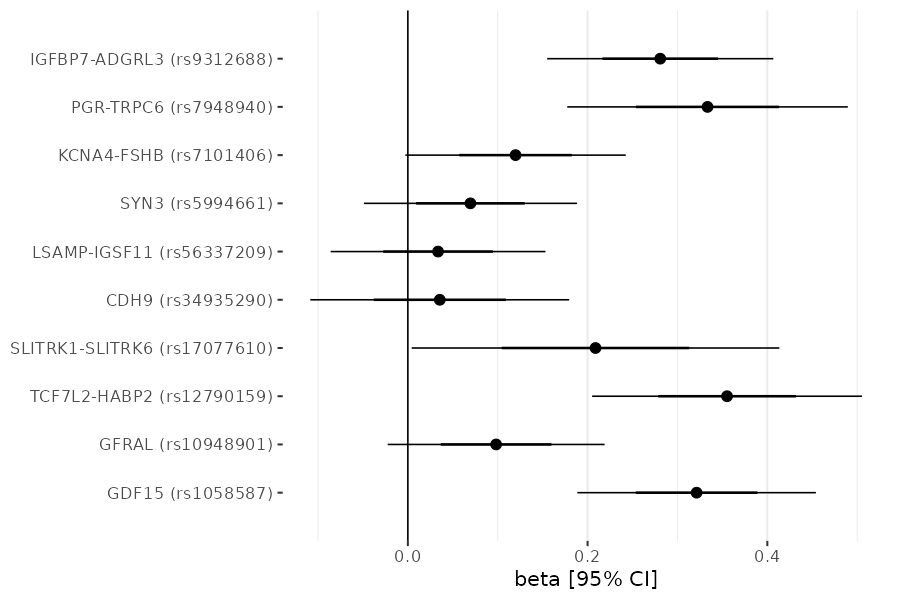 IGFBP7-ADGRL3 (rs9312688)
PGR-TRPC6 (rs7948940)
KCNA4-FSHB (rs7101406)
SYN3 (rs5994661)
LSAMP-IGSF11 (rs56337209)
CDH9 (rs34935290)
SLITRK1-SLITRK6 (rs17077610)
TCF7L2-HABP2 (rs12790159)
GFRAL (rs10948901)
GDF15 (rs1058587)
0.0 0.2 0.4
beta [95% CI]